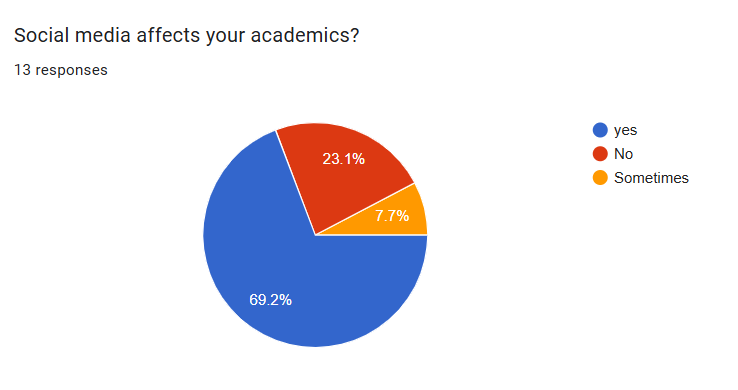 Social media affects your academics?
13 responses
yes
No
Sometimes
23.1%
7.7%
69.2%